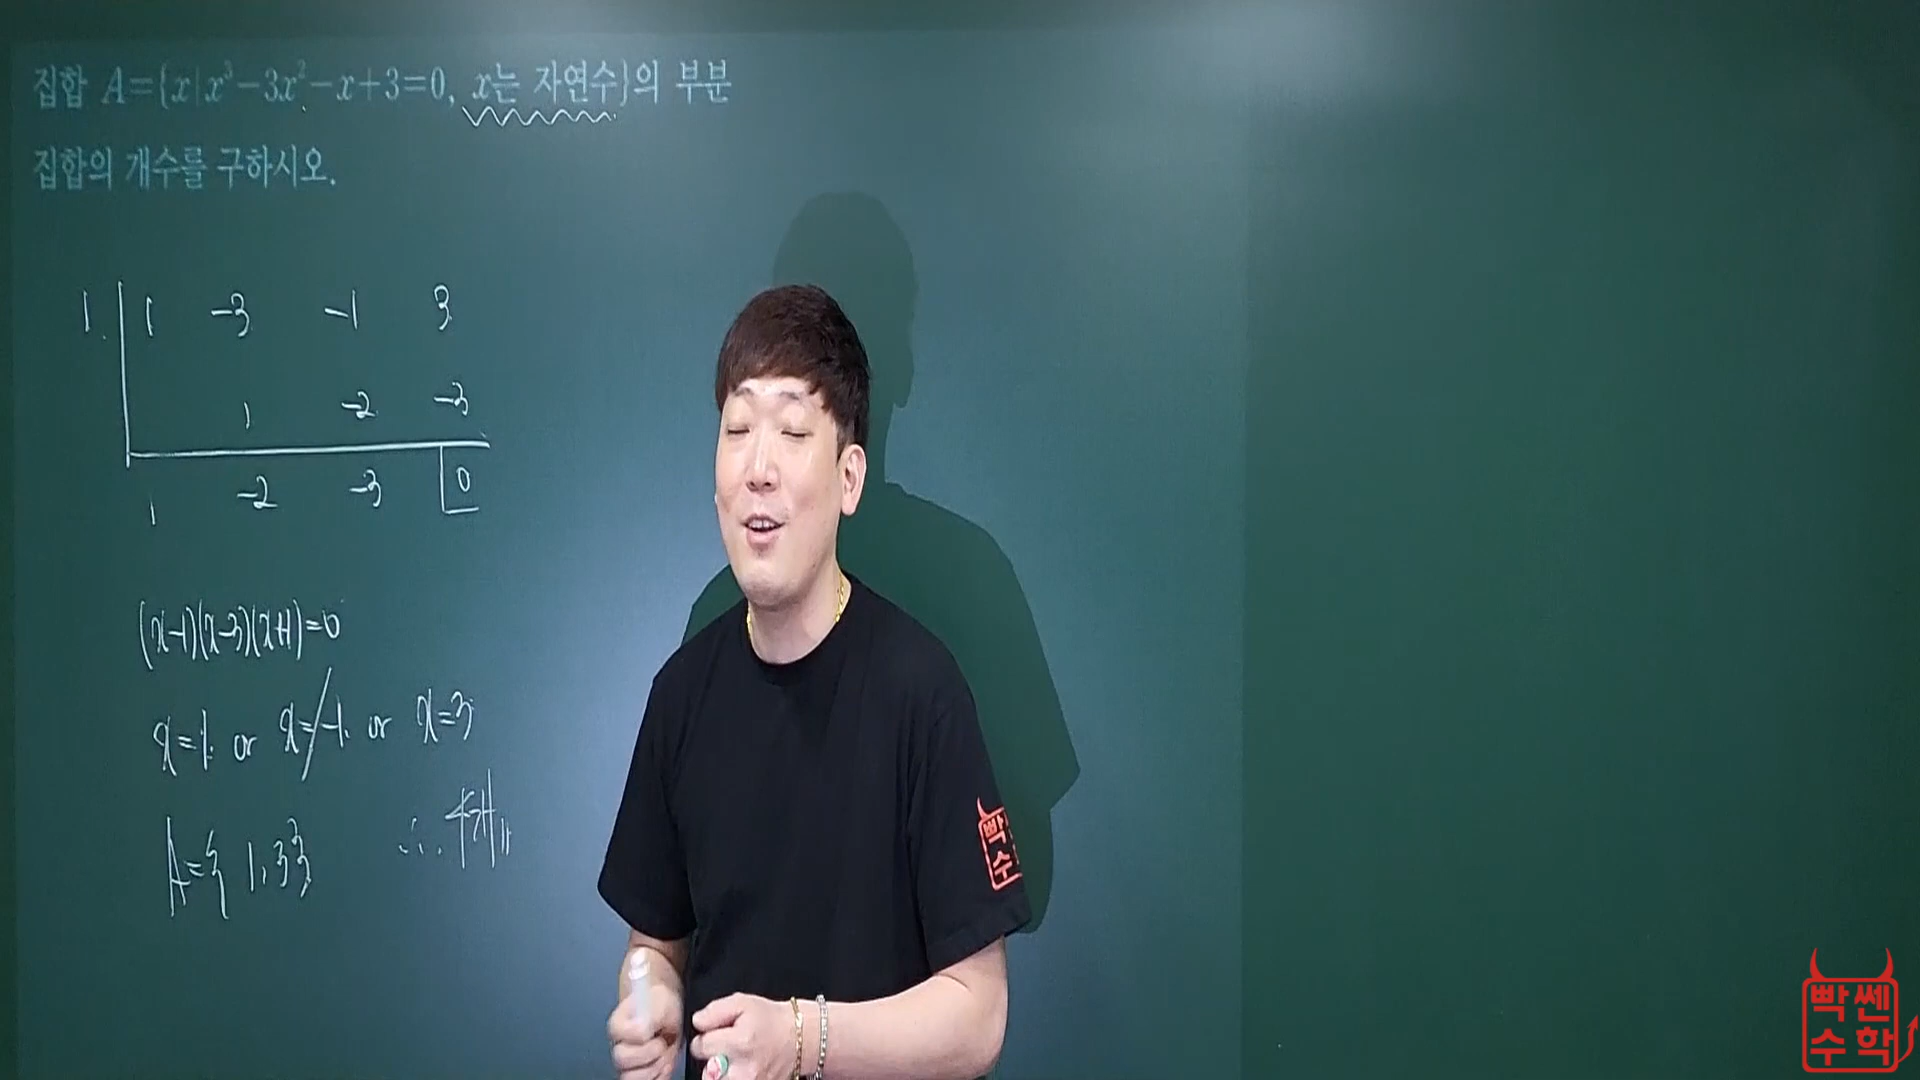 집합 A={x|x³-3x²-x+3=0, x는 자연수}의 부분
집합의 개수를 구하시오.
1 1 -3 -1 3
1 -2 -3
1 -2 -3 0
(x-1)(x-3)(x+1)=0
x=1. or x=-1. or x=3
A={ 1, 3} ∴ 4개
빡
수
빡쎈
수학